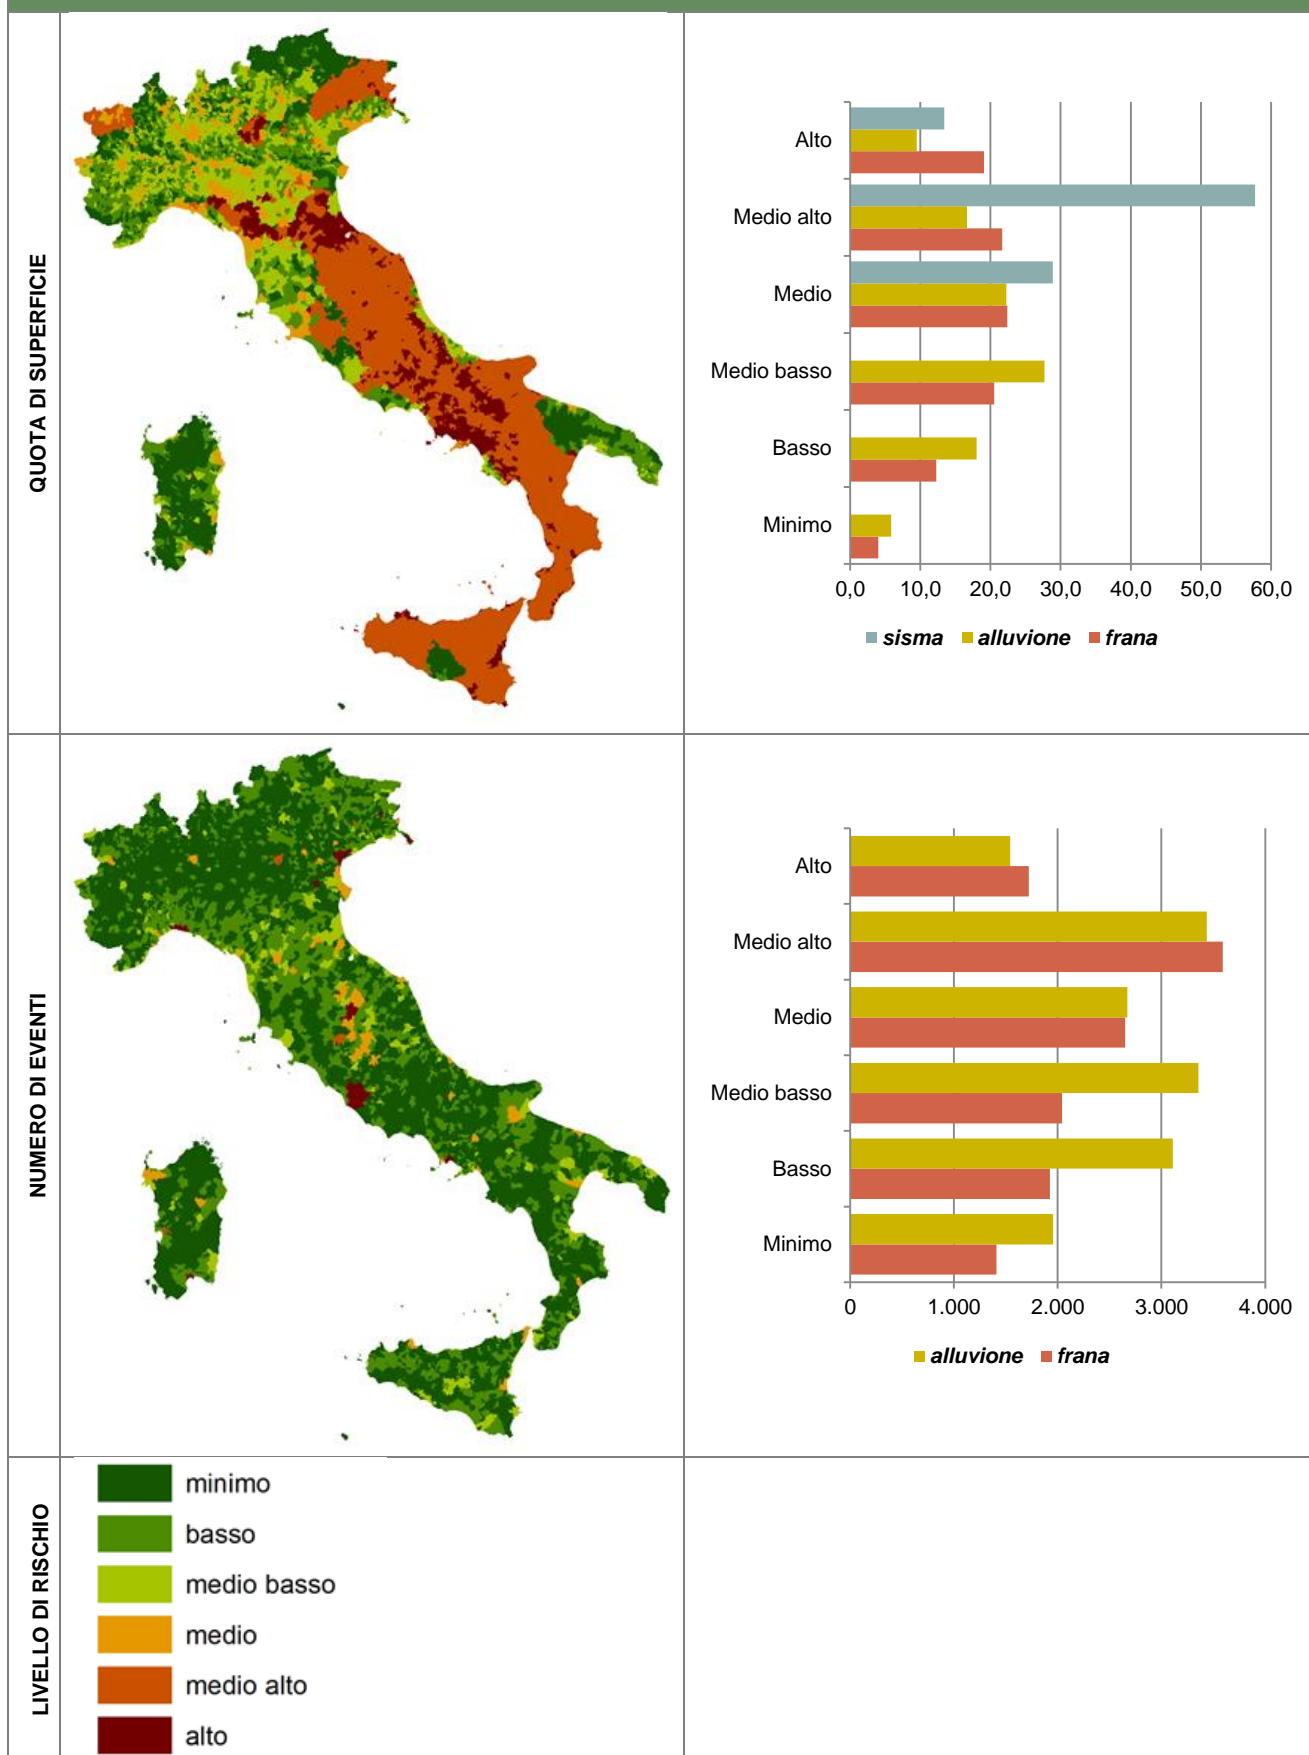 QUOTA DI SUPERFICIE
Alto
Medio alto
Medio
Medio basso
Basso
Minimo
0,0 10,0 20,0 30,0 40,0 50,0 60,0
sisma alluvione frana
NUMERO DI EVENTI
Alto
Medio alto
Medio
Medio basso
Basso
Minimo
0 1.000 2.000 3.000 4.000
alluvione frana
LIVELLO DI RISCHIO
minimo
basso
medio basso
medio
medio alto
alto